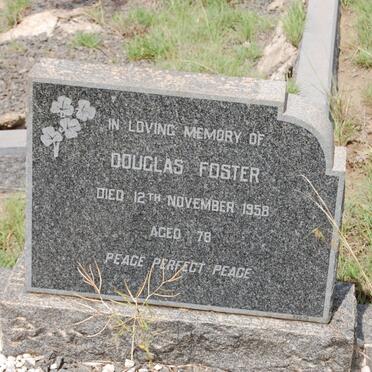 IN LOVING MEMORY OF
DOUGLAS FOSTER
DIED 12TH NOVEMBER 1958
AGED 78
PEACE PERFECT PEACE